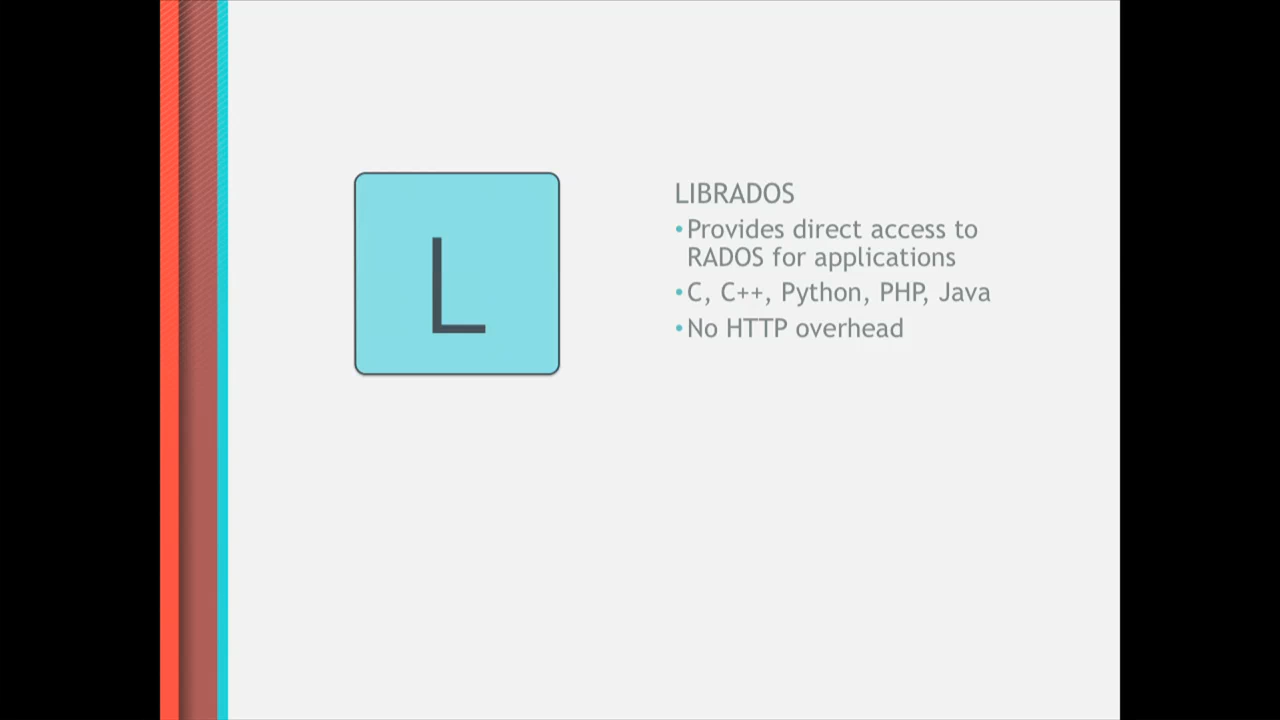 L
LIBRADOS
•Provides direct access to
RADOS for applications
•C, C++, Python, PHP, Java
•No HTTP overhead